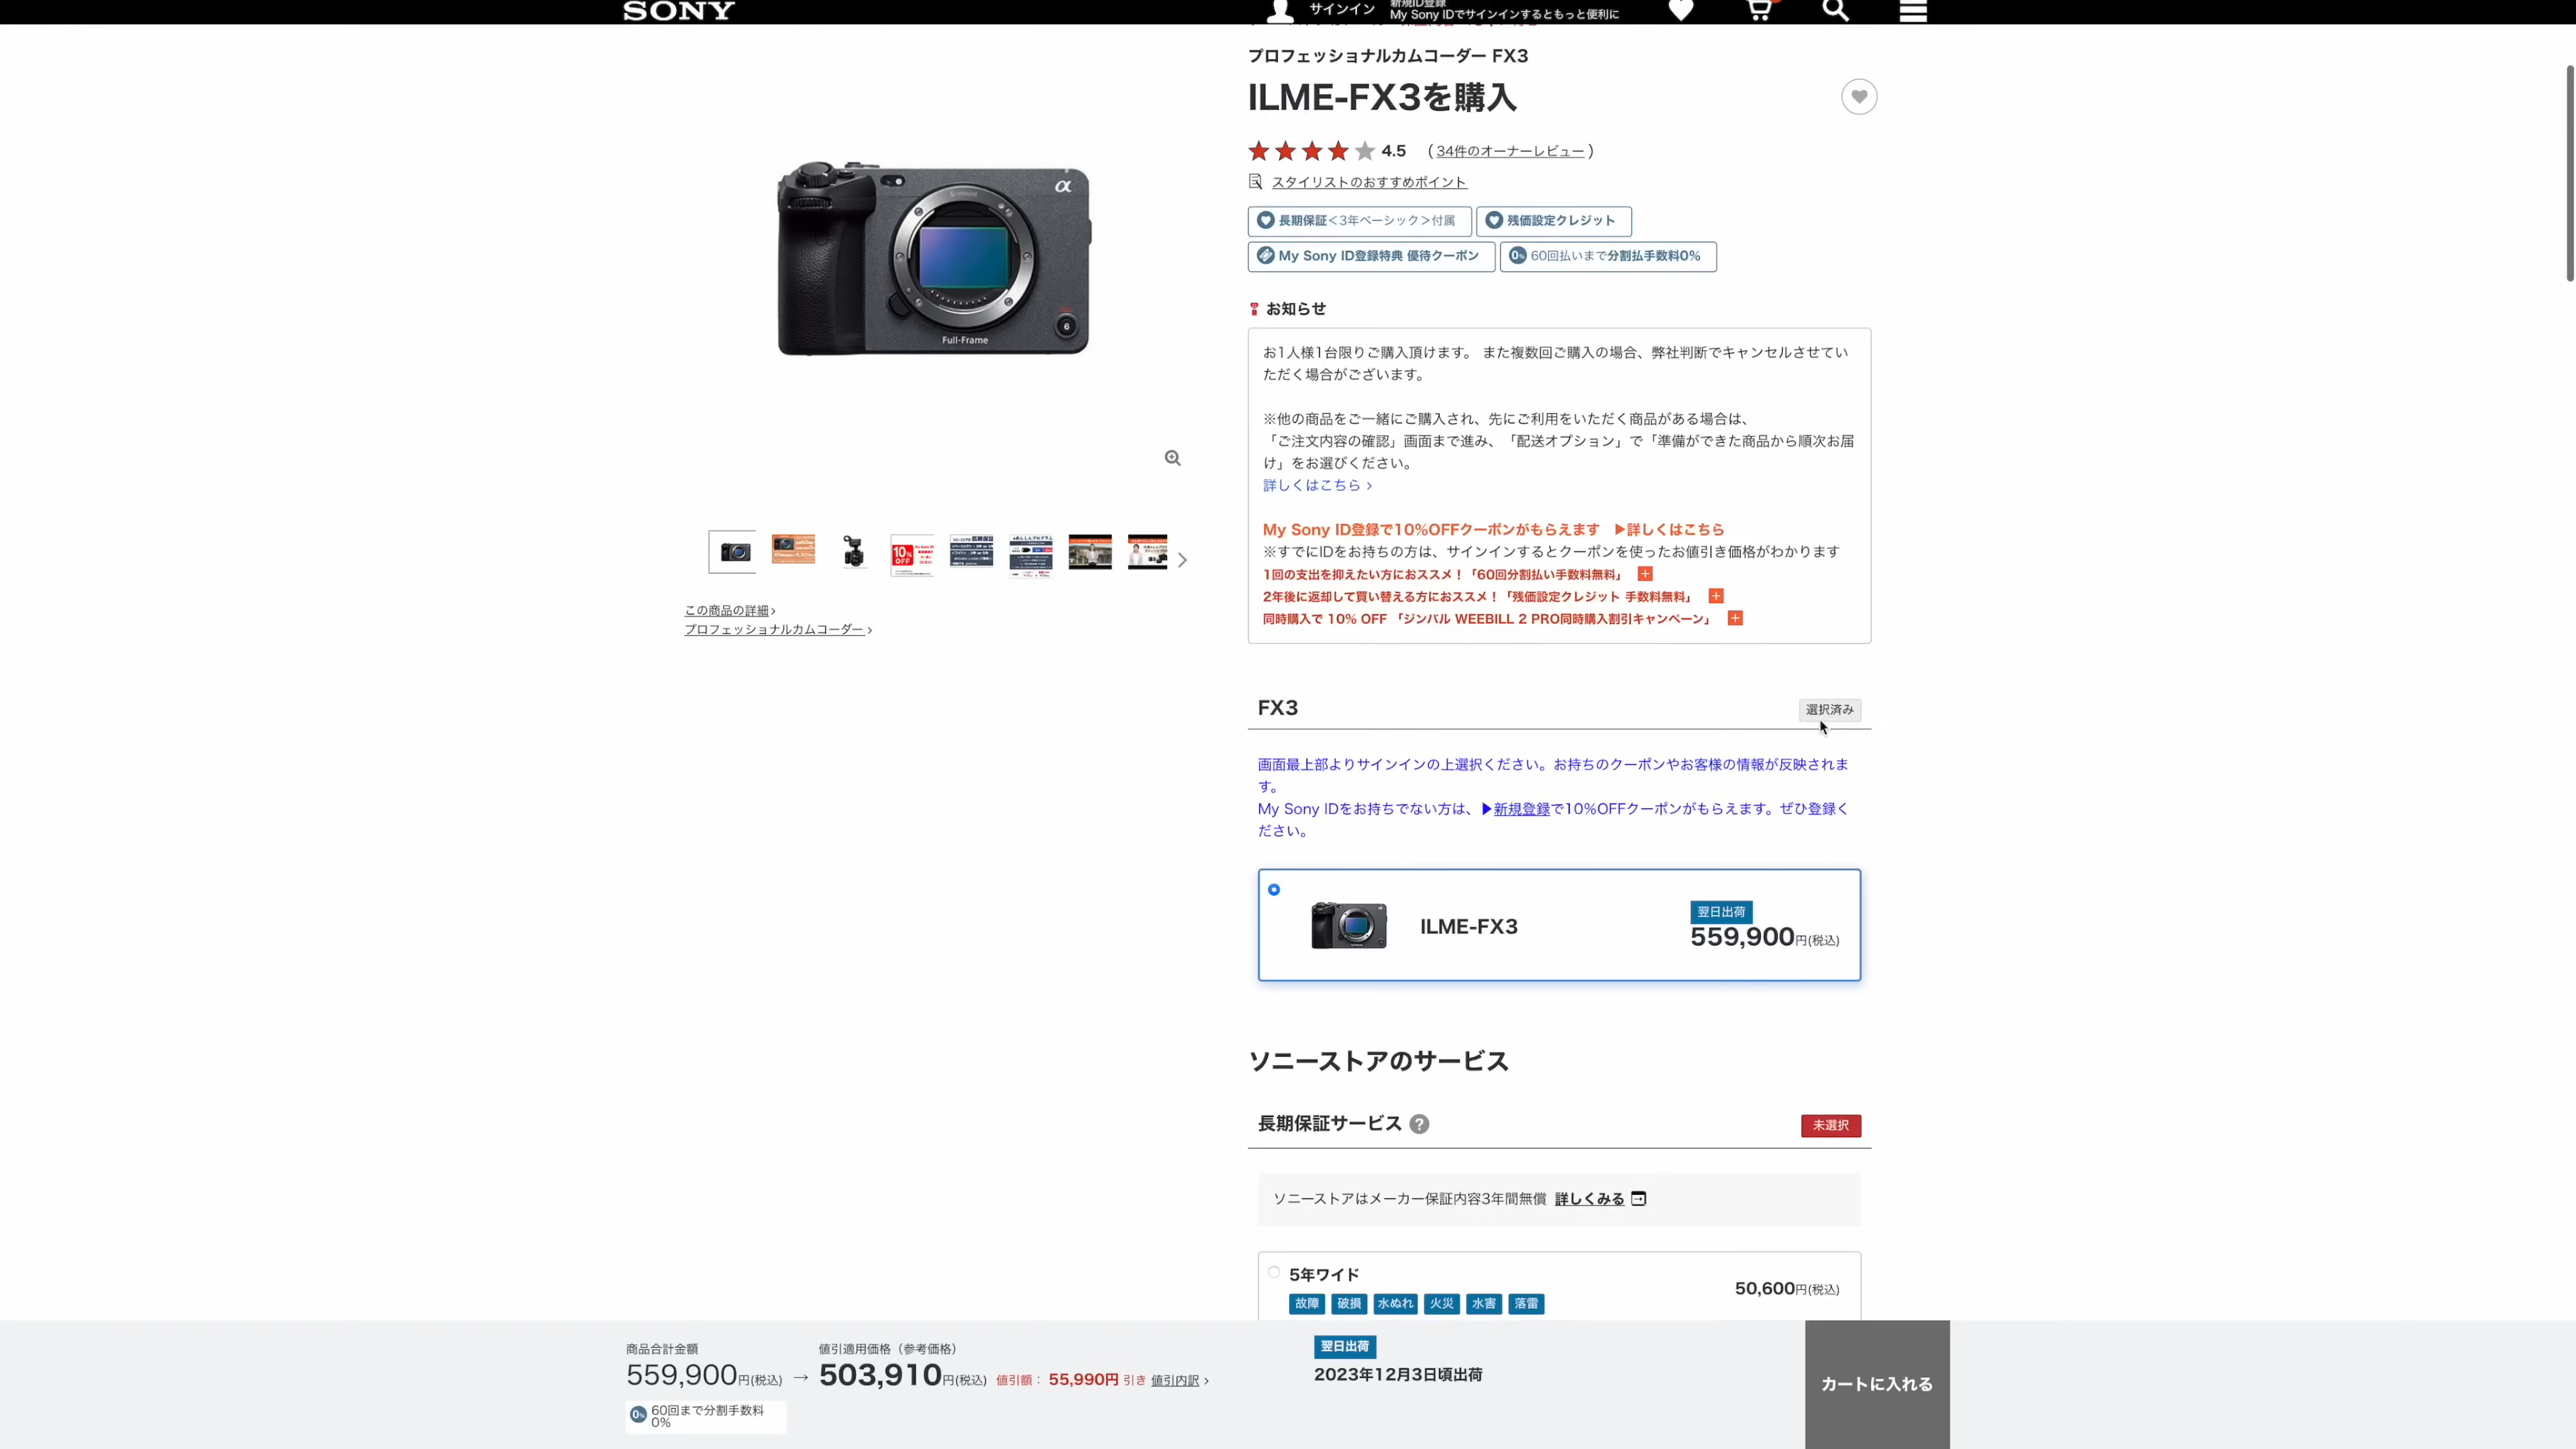 SONY
サインイン
新規ID登録
My Sony IDでサインインするともっと便利に
プロフェッショナルカムコーダー FX3
ILME-FX3を購入
4.5 (34件のオーナーレビュー)
スタイリストのおすすめポイント
長期保証<3年ベーシック>付属
残価設定クレジット
My Sony ID登録特典 優待クーポン
0% 60回払いまで分割払手数料0%
お知らせ
お1人様1台限りご購入頂けます。 また複数回ご購入の場合、弊社判断でキャンセルさせてい
ただく場合がございます。
※他の商品をご一緒にご購入され、先にご利用をいただく商品がある場合は、
「ご注文内容の確認」画面まで進み、「配送オプション」で「準備ができた商品から順次お届
け」をお選びください。
詳しくはこちら >
My Sony ID登録で10%OFFクーポンがもらえます ▶詳しくはこちら
※すでにIDをお持ちの方は、サインインするとクーポンを使ったお値引き価格がわかります
1回の支出を抑えたい方におススメ！「60回分割払い手数料無料」
2年後に返却して買い替える方におススメ！「残価設定クレジット 手数料無料」
同時購入で 10% OFF 「ジンバル WEEBILL 2 PRO同時購入割引キャンペーン」
α
6
Full-Frame
10%
OFF
この商品の詳細>
プロフェッショナルカムコーダー >
FX3
選択済み
画面最上部よりサインインの上選択ください。お持ちのクーポンやお客様の情報が反映されま
す。
My Sony IDをお持ちでない方は、▶新規登録で10%OFFクーポンがもらえます。ぜひ登録く
ださい。
ILME-FX3
翌日出荷
559,900円(税込)
ソニーストアのサービス
長期保証サービス ?
未選択
ソニーストアはメーカー保証内容3年間無償 詳しくみる
5年ワイド
故障 破損 水ぬれ 火災 水害 落雷
50,600円(税込)
商品合計金額
559,900円(税込)
→
値引適用価格（参考価格）
503,910円(税込) 値引額： 55,990円 引き 値引内訳 >
0% 60回まで分割手数料
0%
翌日出荷
2023年12月3日頃出荷
カートに入れる